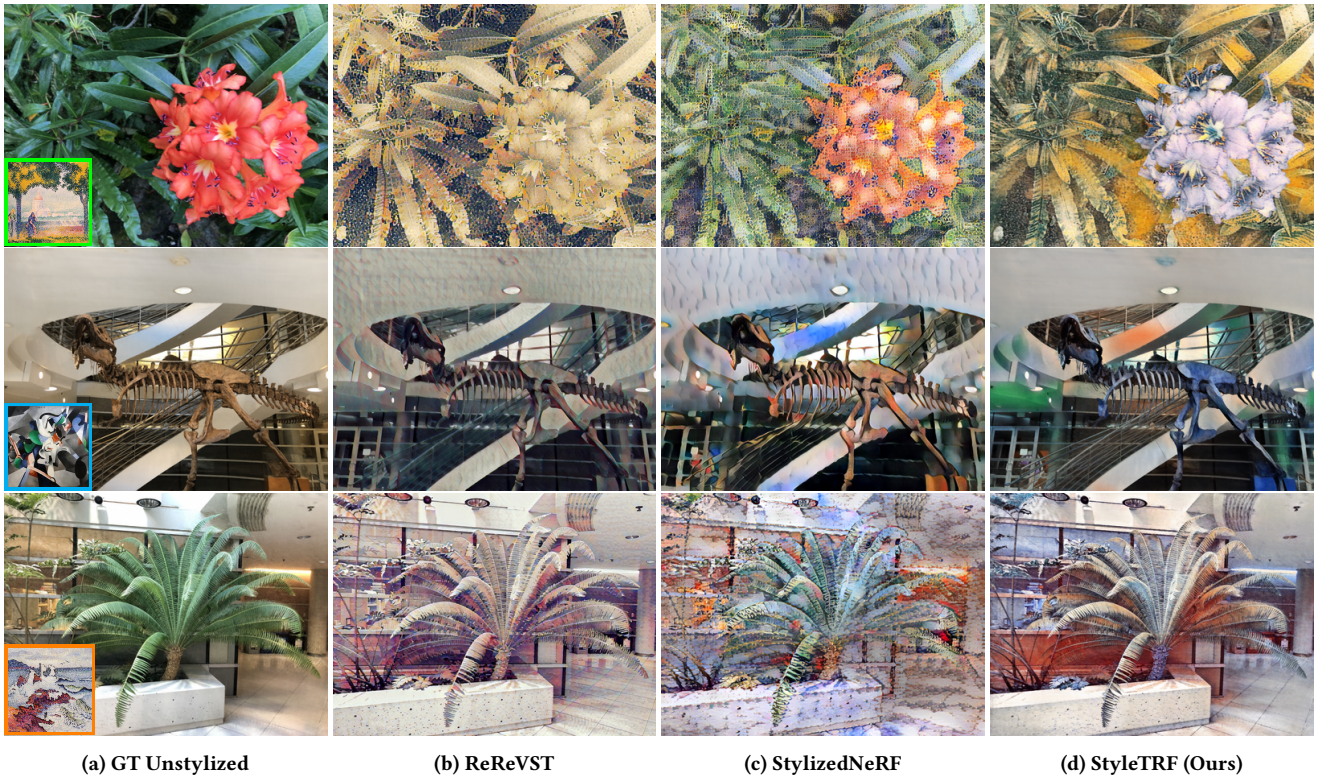 (a) GT Unstylized
(b) ReReVST
(c) StylizedNeRF
(d) StyleTRF (Ours)